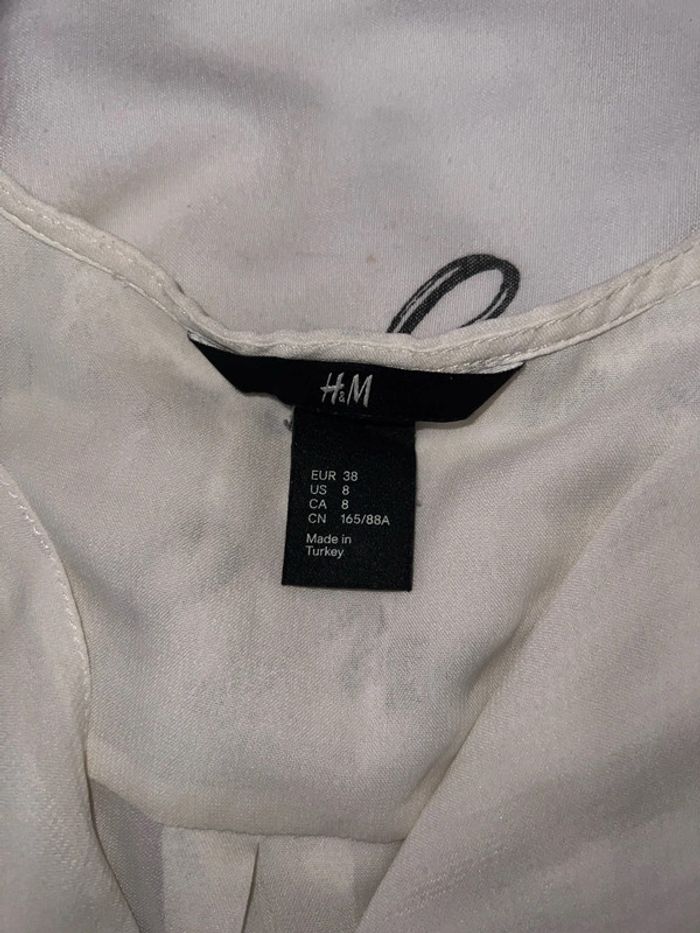 H&M
EUR 38
US 8
CA 8
CN 165/88A
Made in
Turkey